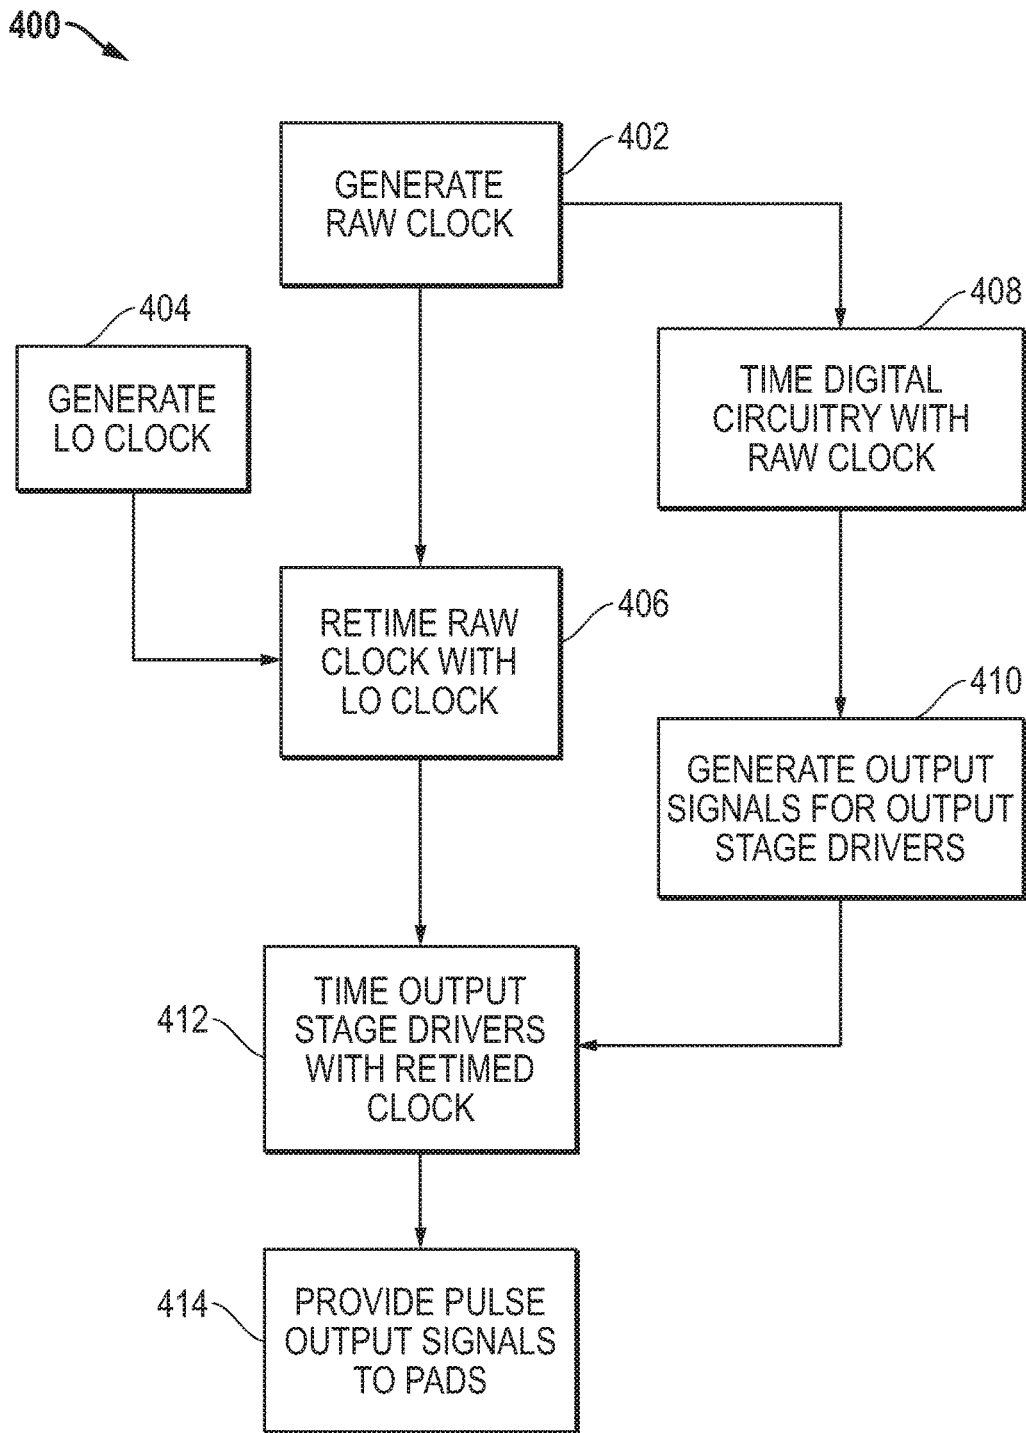 400
402
GENERATE
RAW CLOCK
404
GENERATE
LO CLOCK
408
TIME DIGITAL
CIRCUITRY WITH
RAW CLOCK
406
RETIME RAW
CLOCK WITH
LO CLOCK
410
GENERATE OUTPUT
SIGNALS FOR OUTPUT
STAGE DRIVERS
412
TIME OUTPUT
STAGE DRIVERS
WITH RETIMED
CLOCK
414
PROVIDE PULSE
OUTPUT SIGNALS
TO PADS